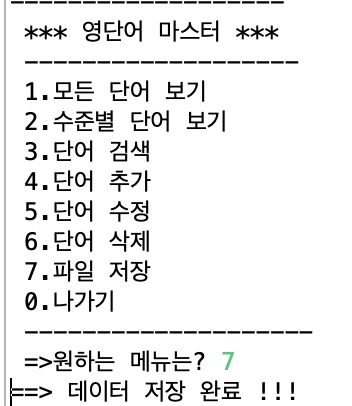 --------------------
*** 영단어 마스터 ***
--------------------
1.모든 단어 보기
2.수준별 단어 보기
3.단어 검색
4.단어 추가
5.단어 수정
6.단어 삭제
7.파일 저장
0.나가기
---------------------
=>원하는 메뉴는? 7
==> 데이터 저장 완료 !!!